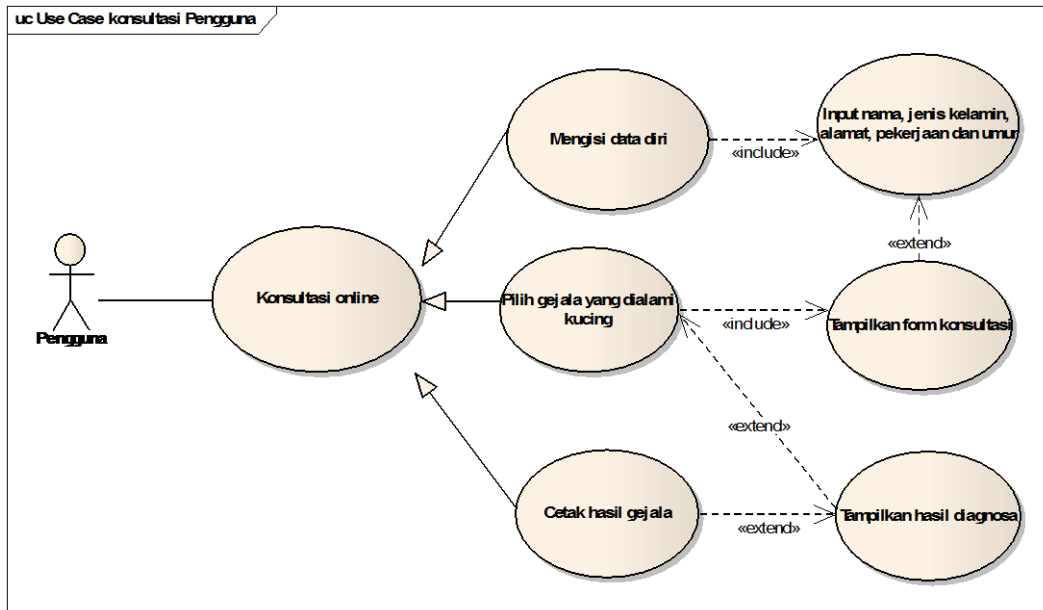 uc Use Case konsultasi Pengguna
Mengisi data diri
«include»
Input nama, jenis kelamin,
alamat, pekerjaan dan umur
«extend»
Pengguna
Konsultasi online
Pilih gejala yang dialami
kucing
«include»
Tampilkan form konsultasi
«extend»
Cetak hasil gejala
«extend»
Tampilkan hasil diagnosa